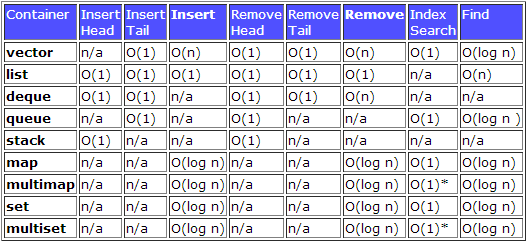 Container Insert Head Insert Tail Insert Remove Head Remove Tail Remove Index Search Find
vector n/a O(1) O(n) O(1) O(1) O(n) O(1) O(log n)
list O(1) O(1) O(1) O(1) O(1) O(1) n/a O(n)
deque O(1) O(1) n/a O(1) O(1) O(n) n/a n/a
queue n/a O(1) n/a O(1) n/a n/a O(1) O(log n )
stack O(1) n/a n/a O(1) n/a n/a n/a n/a
map n/a n/a O(log n) n/a n/a O(log n) O(1) O(log n)
multimap n/a n/a O(log n) n/a n/a O(log n) O(1)* O(log n)
set n/a n/a O(log n) n/a n/a O(log n) O(1) O(log n)
multiset n/a n/a O(log n) n/a n/a O(log n) O(1)* O(log n)